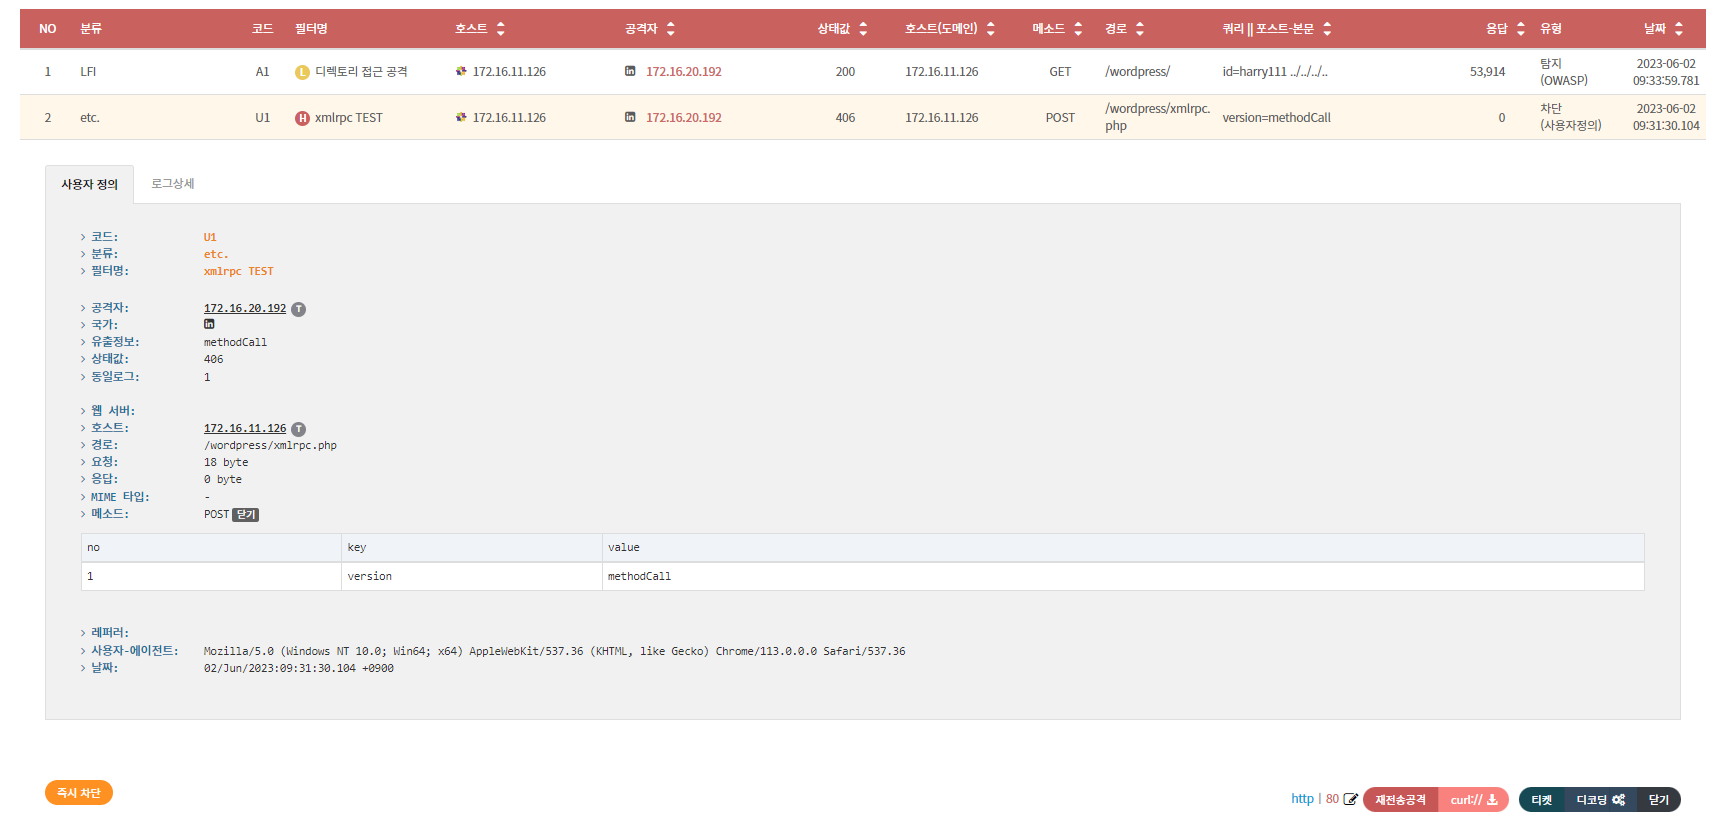 NO 분류 코드 필터명 호스트 공격자 상태값 호스트(도메인) 메소드 경로 쿼리 || 포스트-본문 응답 유형 날짜
1 LFI A1 L 디렉토리 접근 공격 172.16.11.126 172.16.20.192 200 172.16.11.126 GET /wordpress/ id=harry111 ../../../.. 53,914 탐지 (OWASP) 2023-06-02 09:33:59.781
2 etc. U1 H xmlrpc TEST 172.16.11.126 172.16.20.192 406 172.16.11.126 POST /wordpress/xmlrpc.php version=methodCall 0 차단 (사용자정의) 2023-06-02 09:31:30.104
사용자 정의 로그상세
> 코드: U1
> 분류: etc.
> 필터명: xmlrpc TEST
> 공격자: 172.16.20.192 T
> 국가: in
> 유출정보: methodCall
> 상태값: 406
> 동일로그: 1
> 웹 서버:
> 호스트: 172.16.11.126 T
> 경로: /wordpress/xmlrpc.php
> 요청: 18 byte
> 응답: 0 byte
> MIME 타입: -
> 메소드: POST 닫기
no key value
1 version methodCall
> 레퍼러:
> 사용자-에이전트: Mozilla/5.0 (Windows NT 10.0; Win64; x64) AppleWebKit/537.36 (KHTML, like Gecko) Chrome/113.0.0.0 Safari/537.36
> 날짜: 02/Jun/2023:09:31:30.104 +0900
즉시 차단 http | 80 재전송공격 curl:// 티켓 디코딩 닫기